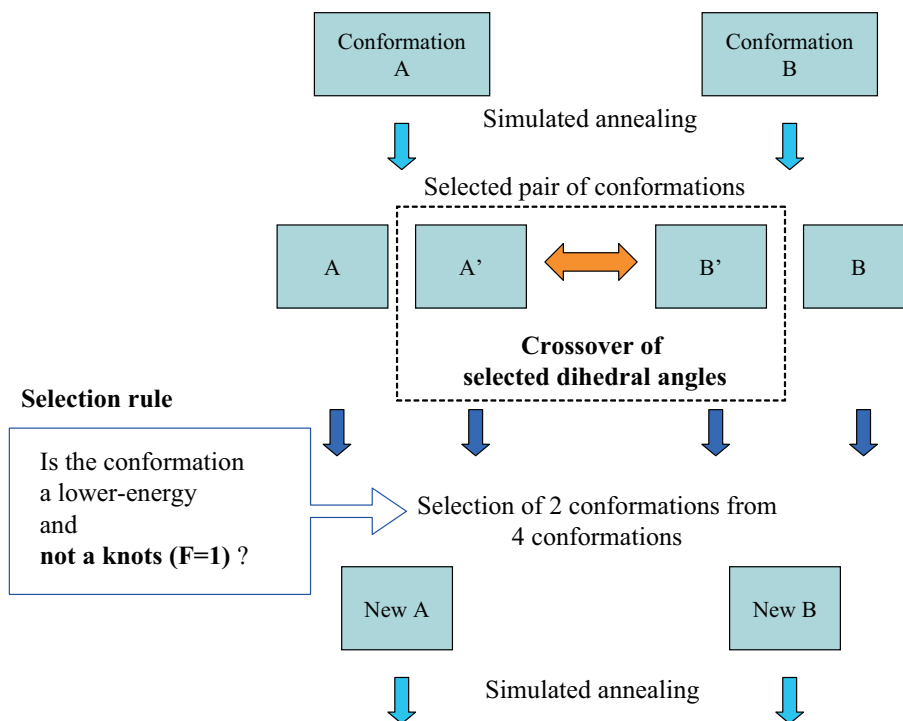 Conformation
A
Conformation
B
Simulated annealing
Selected pair of conformations
A
A’
B’
B
Crossover of
selected dihedral angles
Selection rule
Is the conformation
a lower-energy
and
not a knots (F=1) ?
Selection of 2 conformations from
4 conformations
New A
New B
Simulated annealing